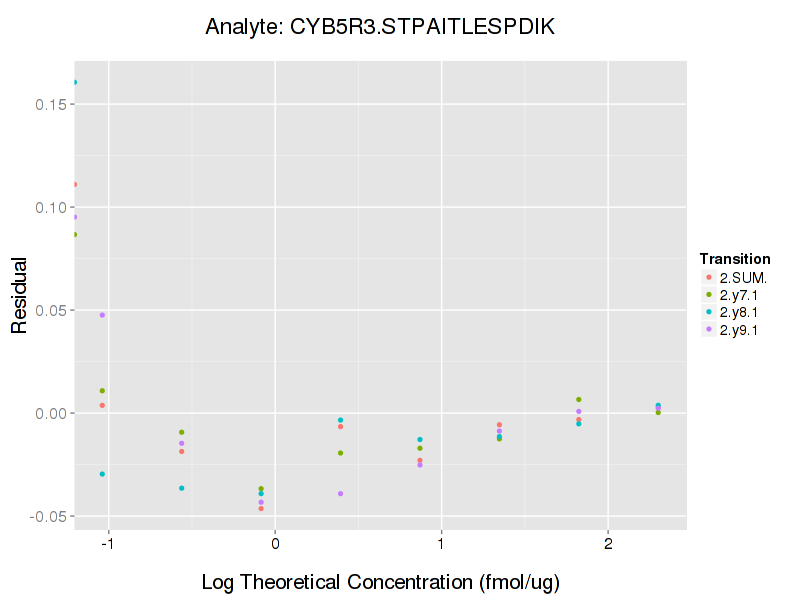 Analyte: CYB5R3.STPAITLESPDIK
0.15
0.10
0.05
0.00
-0.05
Residual
-1 0 1 2
Log Theoretical Concentration (fmol/ug)
Transition
2.SUM.
2.y7.1
2.y8.1
2.y9.1